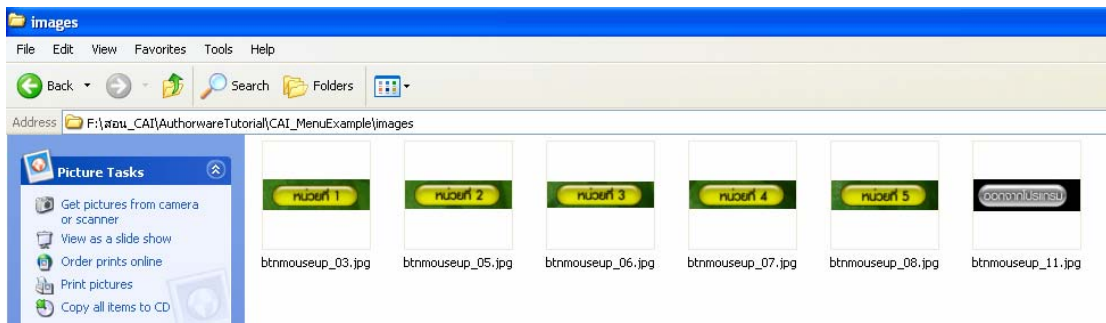 images
File Edit View Favorites Tools Help
Back Search Folders
Address F:\สอน_CAI\AuthorwareTutorial\CAI_MenuExample\images
Picture Tasks
Get pictures from camera
or scanner
View as a slide show
Order prints online
Print pictures
Copy all items to CD
หน่วยที่ 1 หน่วยที่ 2 หน่วยที่ 3 หน่วยที่ 4 หน่วยที่ 5 ออกจากโปรแกรม
btnmouseup_03.jpg btnmouseup_05.jpg btnmouseup_06.jpg btnmouseup_07.jpg btnmouseup_08.jpg btnmouseup_11.jpg